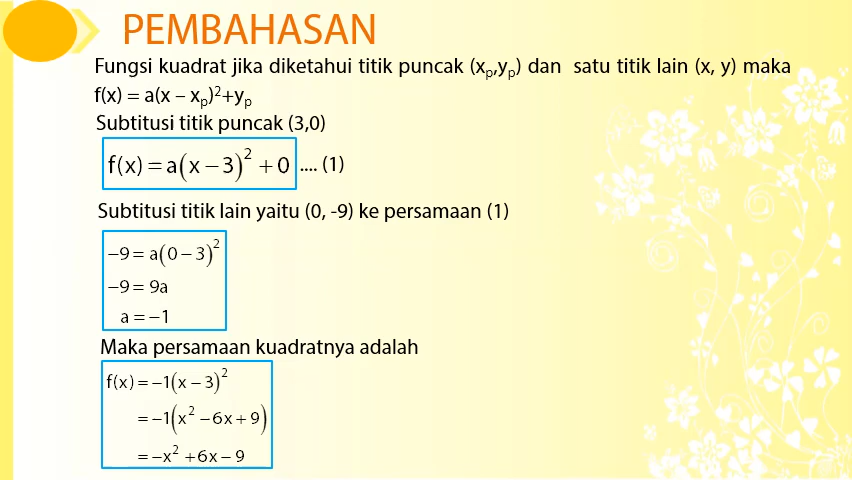 PEMBAHASAN
Fungsi kuadrat jika diketahui titik puncak (xₚ,yₚ) dan satu titik lain (x, y) maka
f(x) = a(x – xₚ)²+yₚ
Subtitusi titik puncak (3,0)
f(x) = a(x – 3)² + 0 .... (1)
Subtitusi titik lain yaitu (0, -9) ke persamaan (1)
–9 = a(0 – 3)²
–9 = 9a
a = –1
Maka persamaan kuadratnya adalah
f(x) = –1(x – 3)²
= –1(x² – 6x + 9)
= –x² + 6x – 9